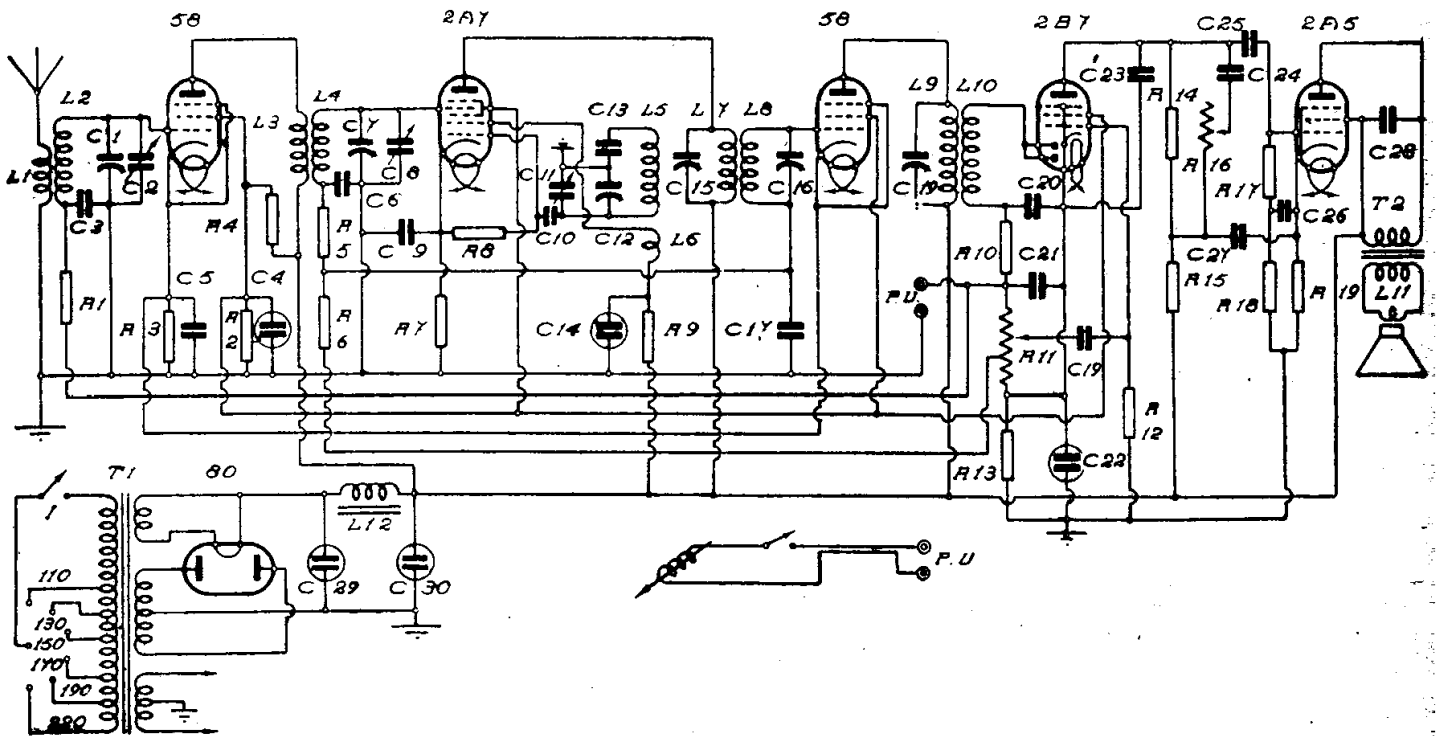 58
2A7
58
2B7
C25
2A5
L2
L4
L3
C13
L5
L7
L8
L9
L10
C23
C24
R14
C1
C2
C7
C8
C11
C15
C16
C19
C20
R16
R17
C28
L1
C3
R4
C6
R5
C9
R8
C10
C12
L6
R10
C21
C27
C26
T2
R1
C5
C4
R3
R2
R6
R7
C14
R9
C17
P.U.
R11
C19
R15
R18
R19
L11
R12
R13
C22
T1
80
I
L12
110
C29
C30
P.U
130
150
170
190
220